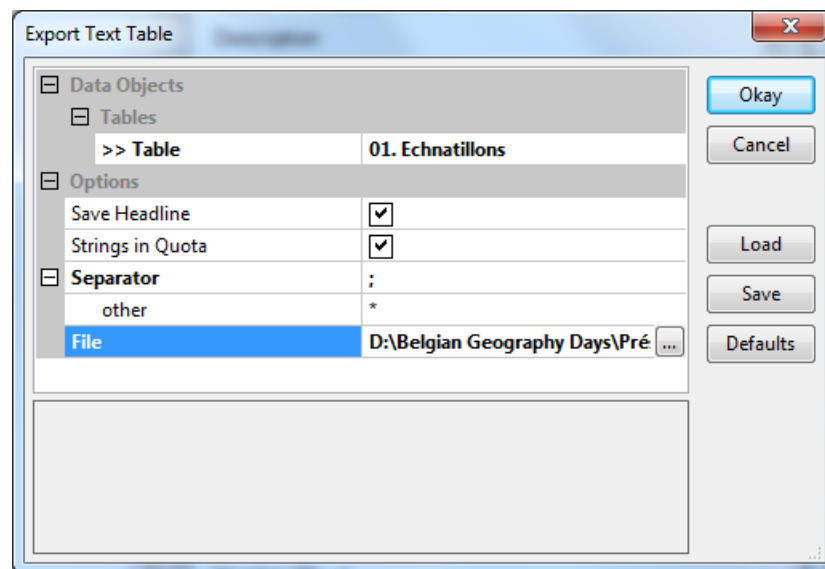 Export Text Table
Data Objects
Tables
>> Table 01. Echnatillons
Options
Save Headline
Strings in Quota
Separator ;
other *
File D:\Belgian Geography Days\Pré ...
Okay
Cancel
Load
Save
Defaults